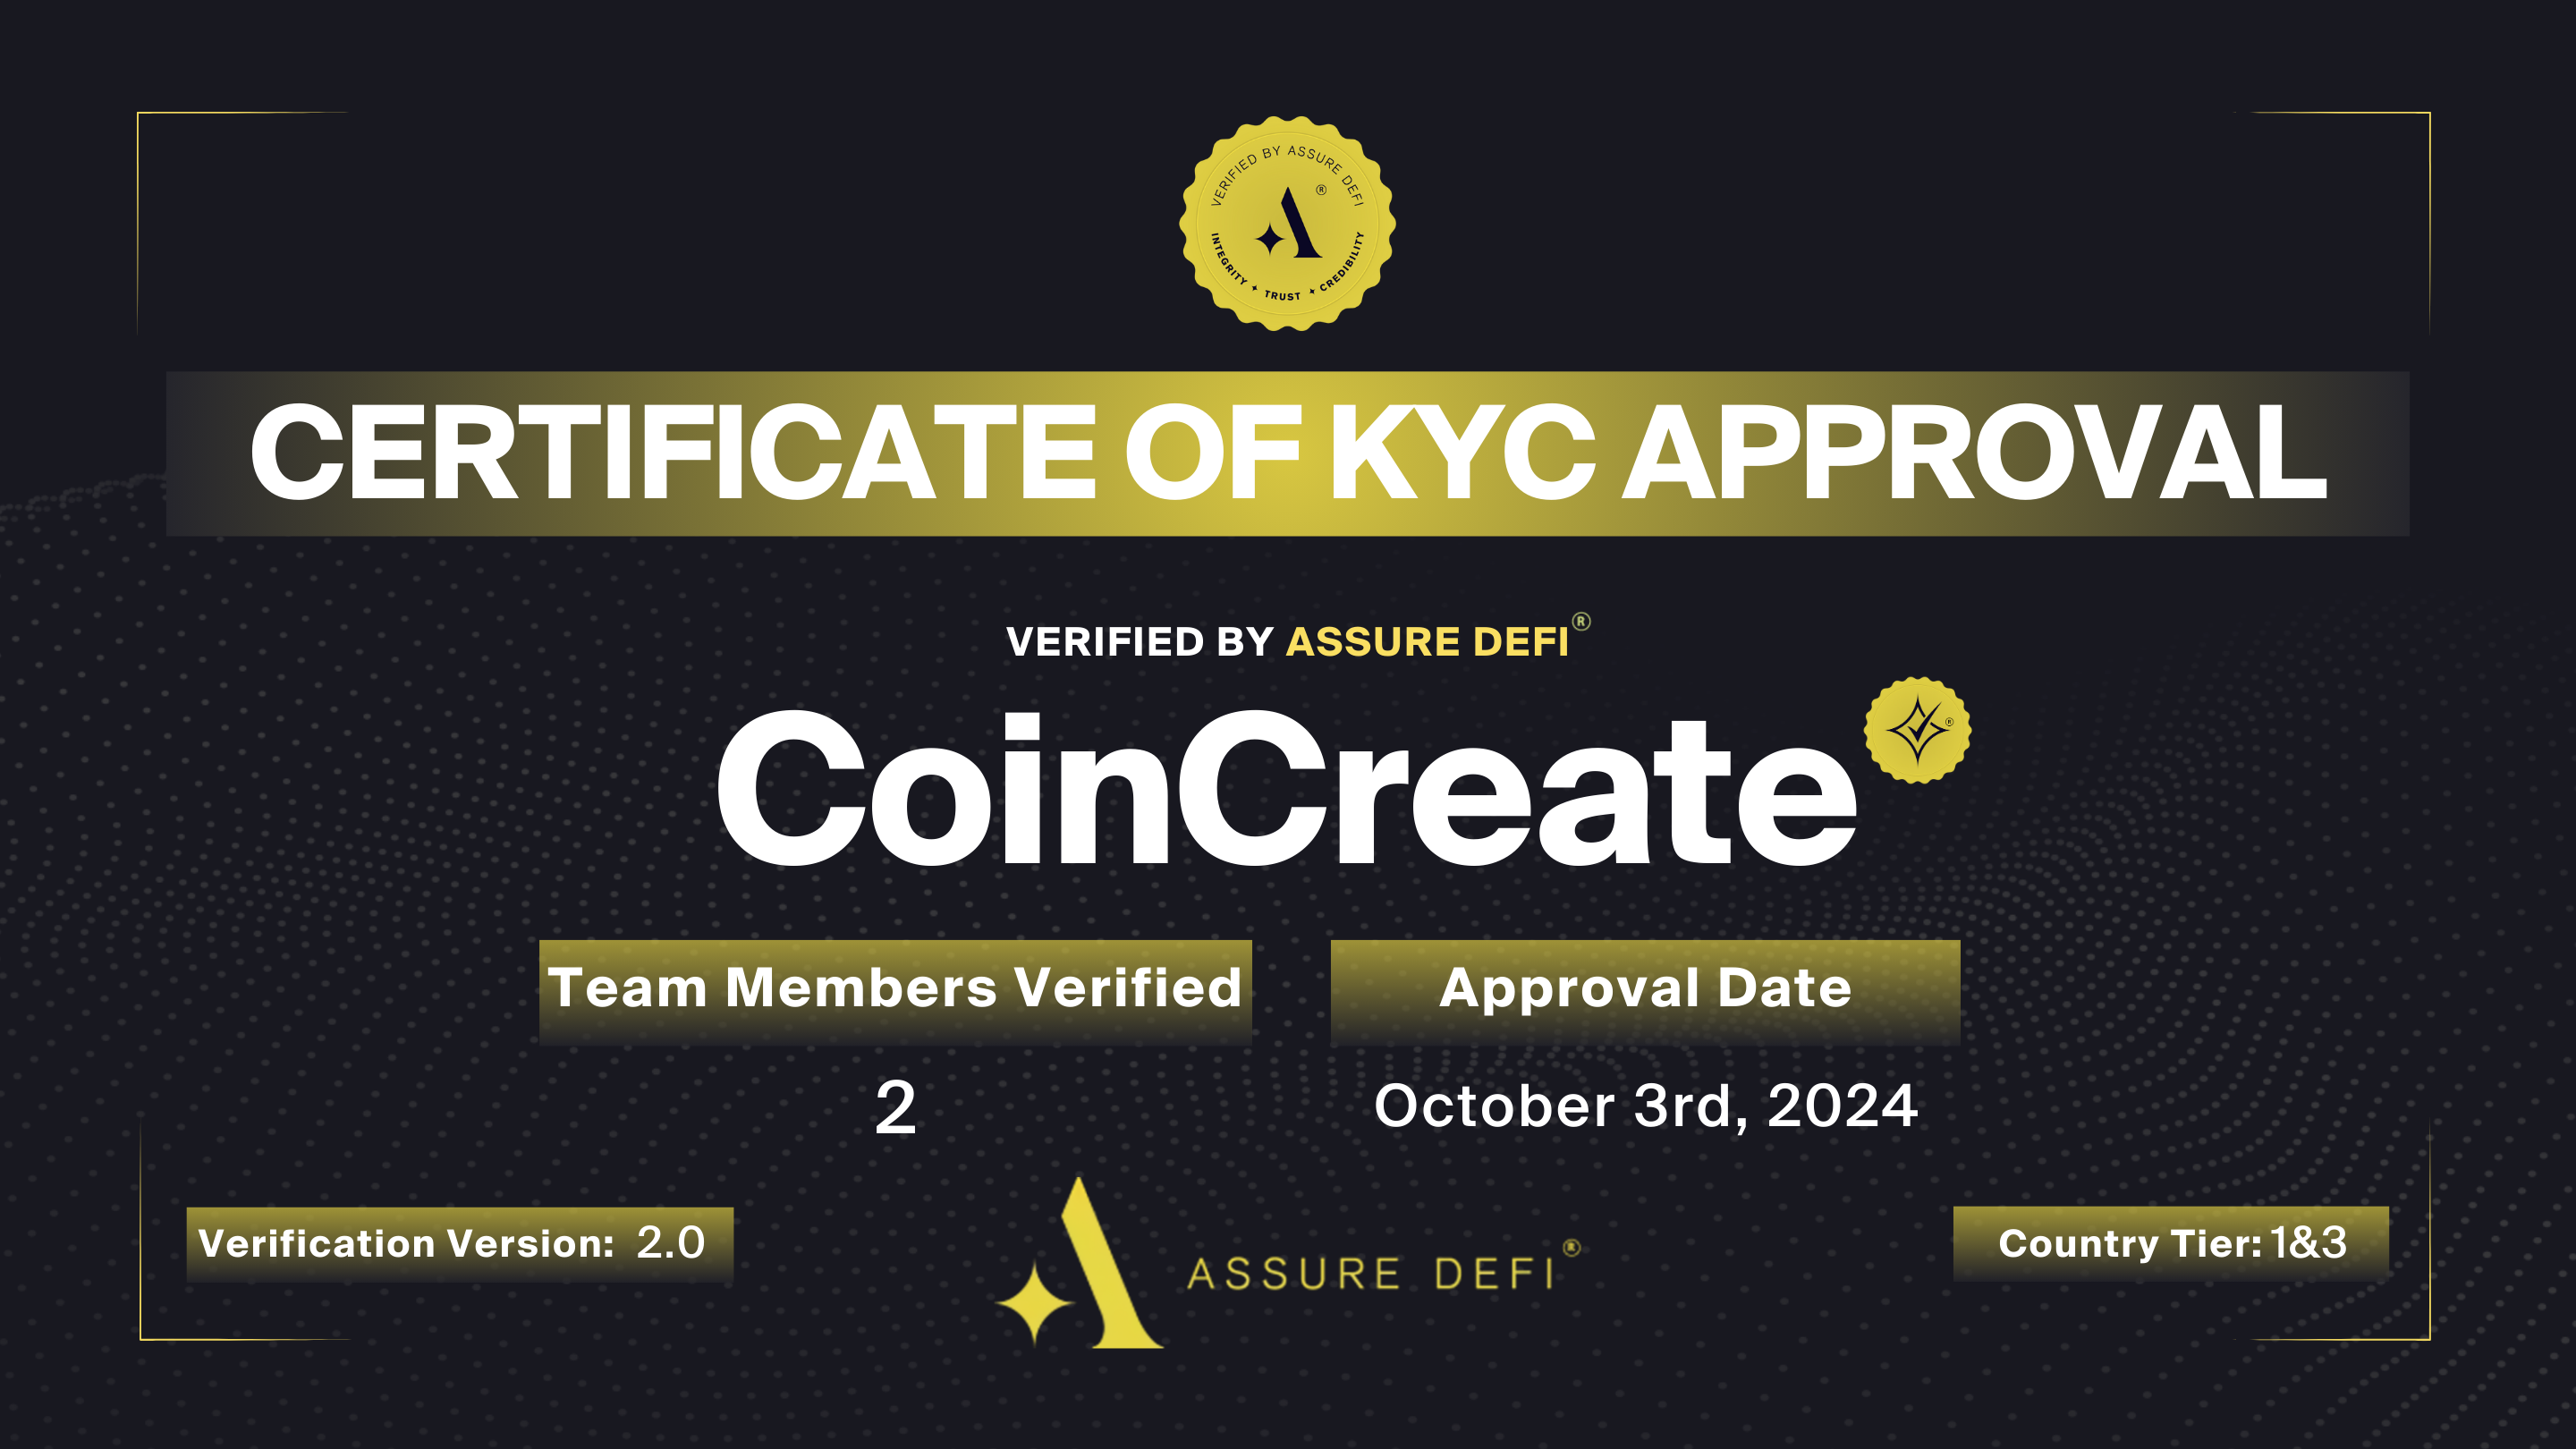 VERIFIED BY ASSURE DEFI
A ®
INTEGRITY ✦ TRUST ✦ CREDIBILITY
CERTIFICATE OF KYC APPROVAL
VERIFIED BY ASSURE DEFI®
CoinCreate
®
Team Members Verified
Approval Date
2
October 3rd, 2024
Verification Version: 2.0
ASSURE DEFI®
Country Tier: 1&3